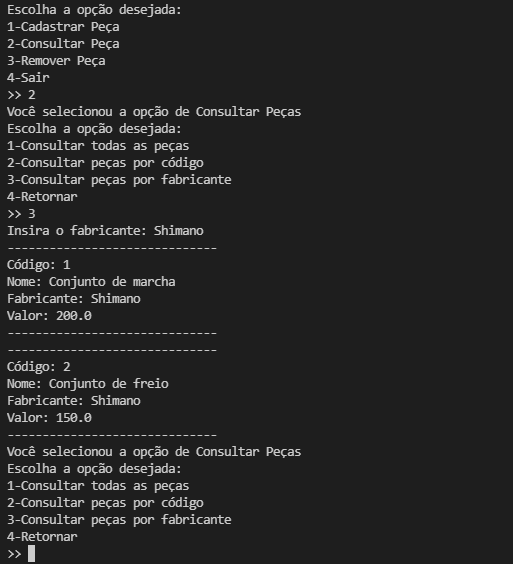 Escolha a opção desejada:
1-Cadastrar Peça
2-Consultar Peça
3-Remover Peça
4-Sair
>> 2
Você selecionou a opção de Consultar Peças
Escolha a opção desejada:
1-Consultar todas as peças
2-Consultar peças por código
3-Consultar peças por fabricante
4-Retornar
>> 3
Insira o fabricante: Shimano
------------------------------
Código: 1
Nome: Conjunto de marcha
Fabricante: Shimano
Valor: 200.0
------------------------------
------------------------------
Código: 2
Nome: Conjunto de freio
Fabricante: Shimano
Valor: 150.0
------------------------------
Você selecionou a opção de Consultar Peças
Escolha a opção desejada:
1-Consultar todas as peças
2-Consultar peças por código
3-Consultar peças por fabricante
4-Retornar
>>